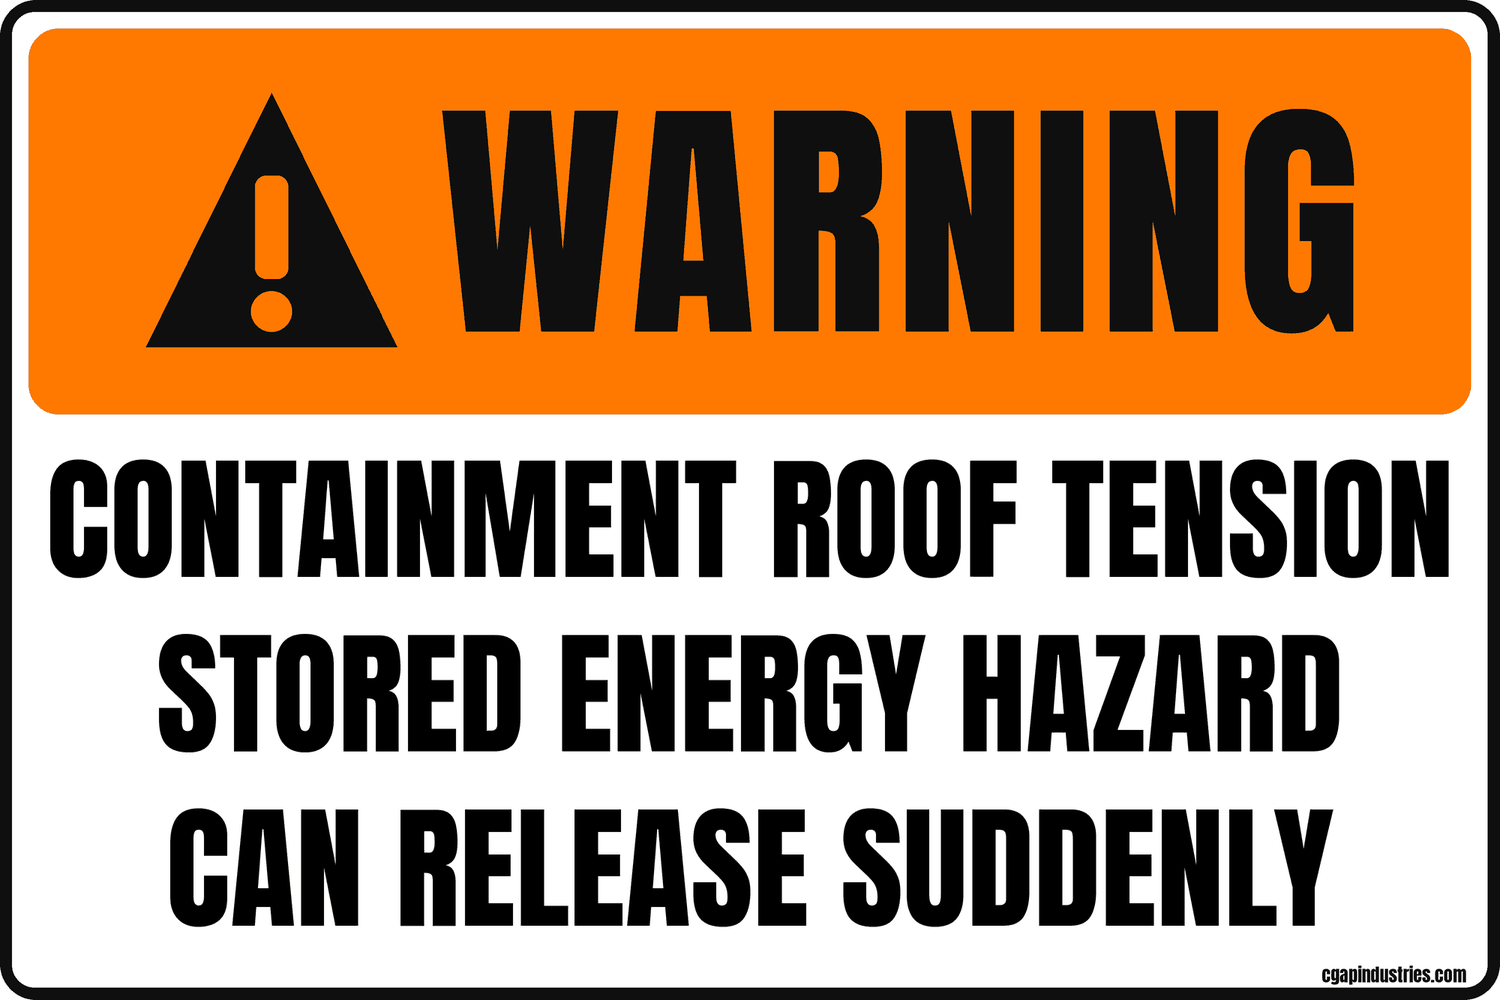 WARNING
CONTAINMENT ROOF TENSION
STORED ENERGY HAZARD
CAN RELEASE SUDDENLY
cgapindustries.com